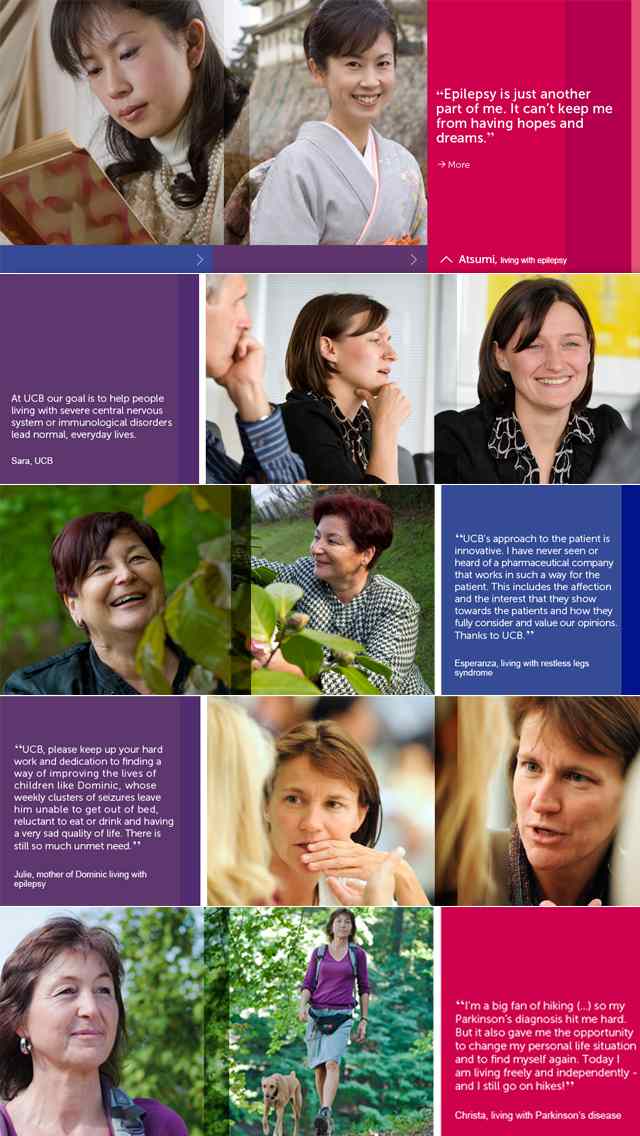 “Epilepsy is just another
part of me. It can't keep me
from having hopes and
dreams.”
→ More
Atsumi, living with epilepsy
At UCB our goal is to help people
living with severe central nervous
system or immunological disorders
lead normal, everyday lives.
Sara, UCB
“UCB's approach to the patient is
innovative. I have never seen or
heard of a pharmaceutical company
that works in such a way for the
patient. This includes the affection
and the interest that they show
towards the patients and how they
fully consider and value our opinions.
Thanks to UCB.”
Esperanza, living with restless legs
syndrome
“UCB, please keep up your hard
work and dedication to finding a
way of improving the lives of
children like Dominic, whose
weekly clusters of seizures leave
him unable to get out of bed,
reluctant to eat or drink and having
a very sad quality of life. There is
still so much unmet need.”
Julie, mother of Dominic living with
epilepsy
“I'm a big fan of hiking (...) so my
Parkinson's diagnosis hit me hard.
But it also gave me the opportunity
to change my personal life situation
and to find myself again. Today I
am living freely and independently -
and I still go on hikes!”
Christa, living with Parkinson's disease